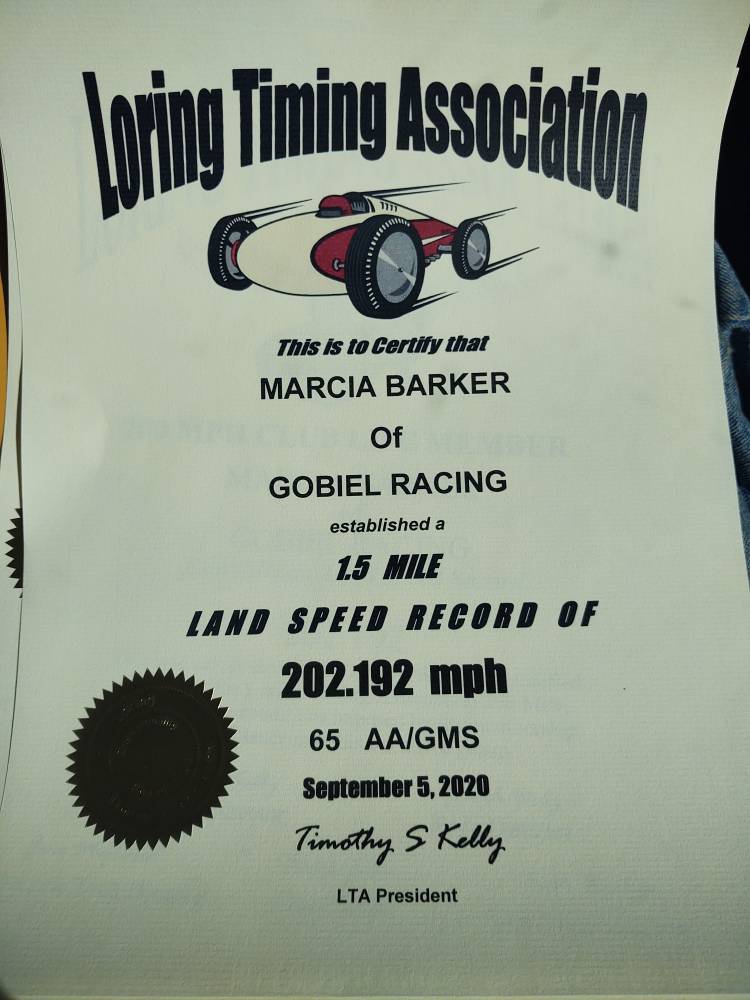 Loring Timing Association
This is to Certify that
MARCIA BARKER
Of
GOBIEL RACING
established a
1.5 MILE
LAND SPEED RECORD OF
202.192 mph
65 AA/GMS
September 5, 2020
Timothy S Kelly
LTA President